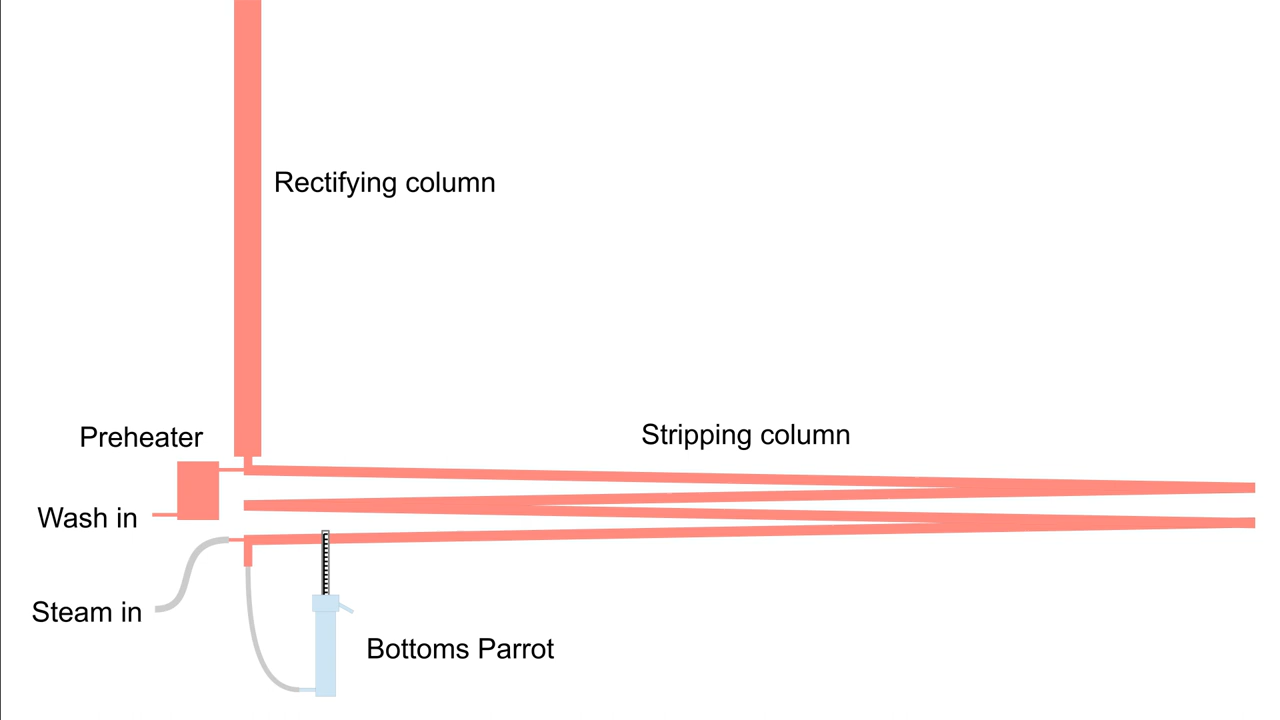 Rectifying column
Preheater
Stripping column
Wash in
Steam in
Bottoms Parrot